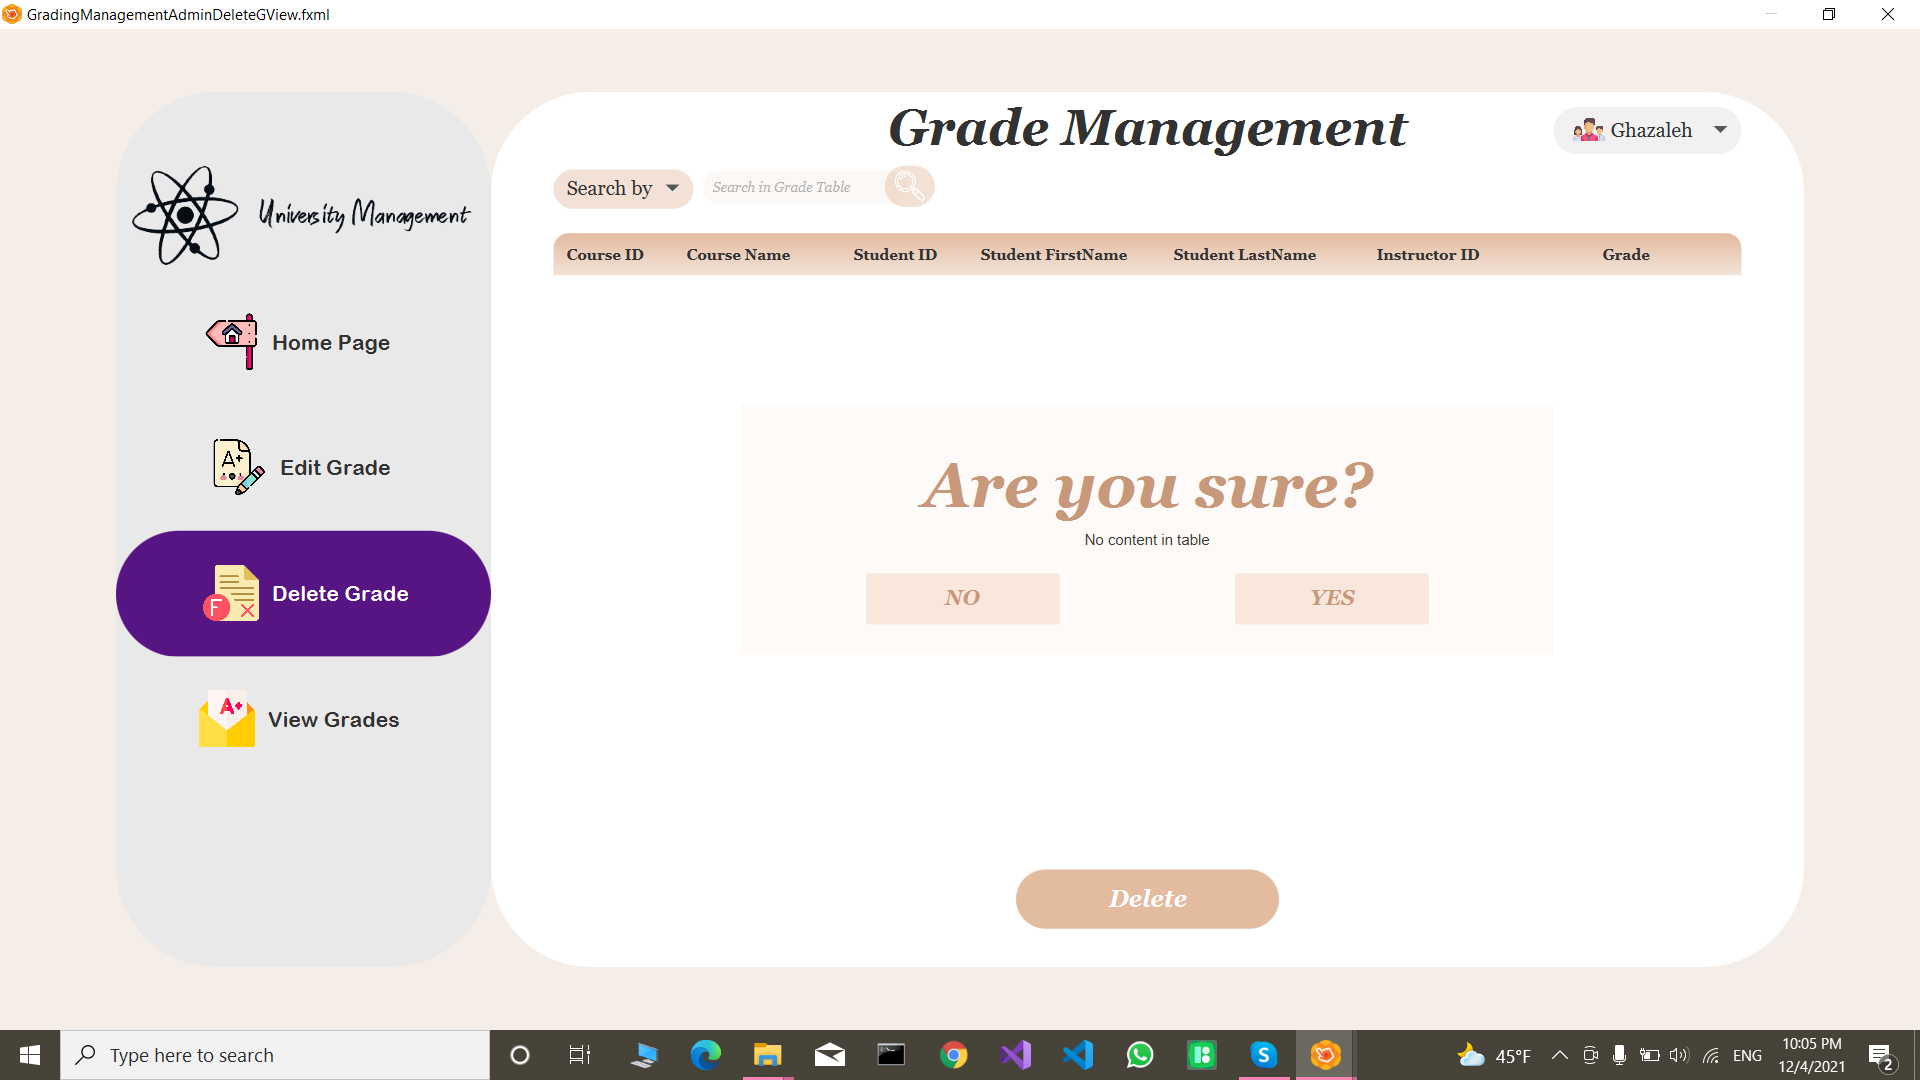 GradingManagementAdminDeleteGView.fxml
University Management
Home Page
A+
Edit Grade
F
Delete Grade
A+
View Grades
Grade Management
Ghazaleh
Search by
Search in Grade Table
Course ID Course Name Student ID Student FirstName Student LastName Instructor ID Grade
Are you sure?
No content in table
NO YES
Delete
Type here to search
S
45°F
ENG
10:05 PM
12/4/2021
2